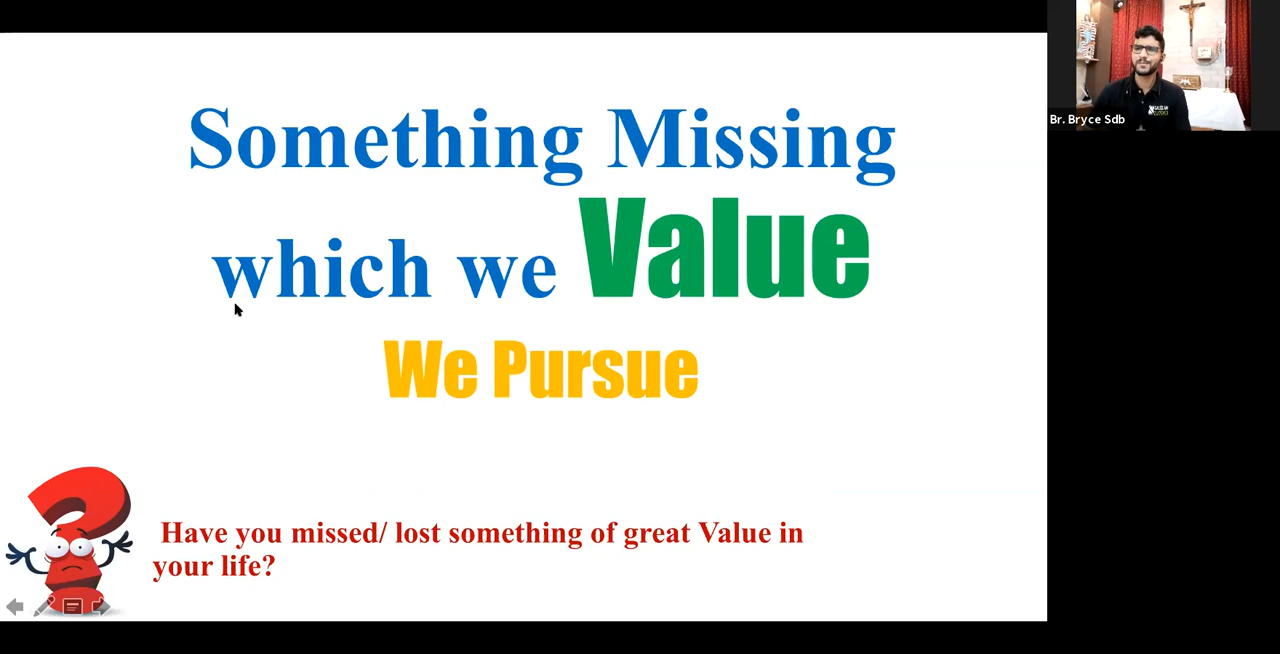 Something Missing
which we Value
We Pursue
Have you missed/ lost something of great Value in
your life?
Br. Bryce Sdb